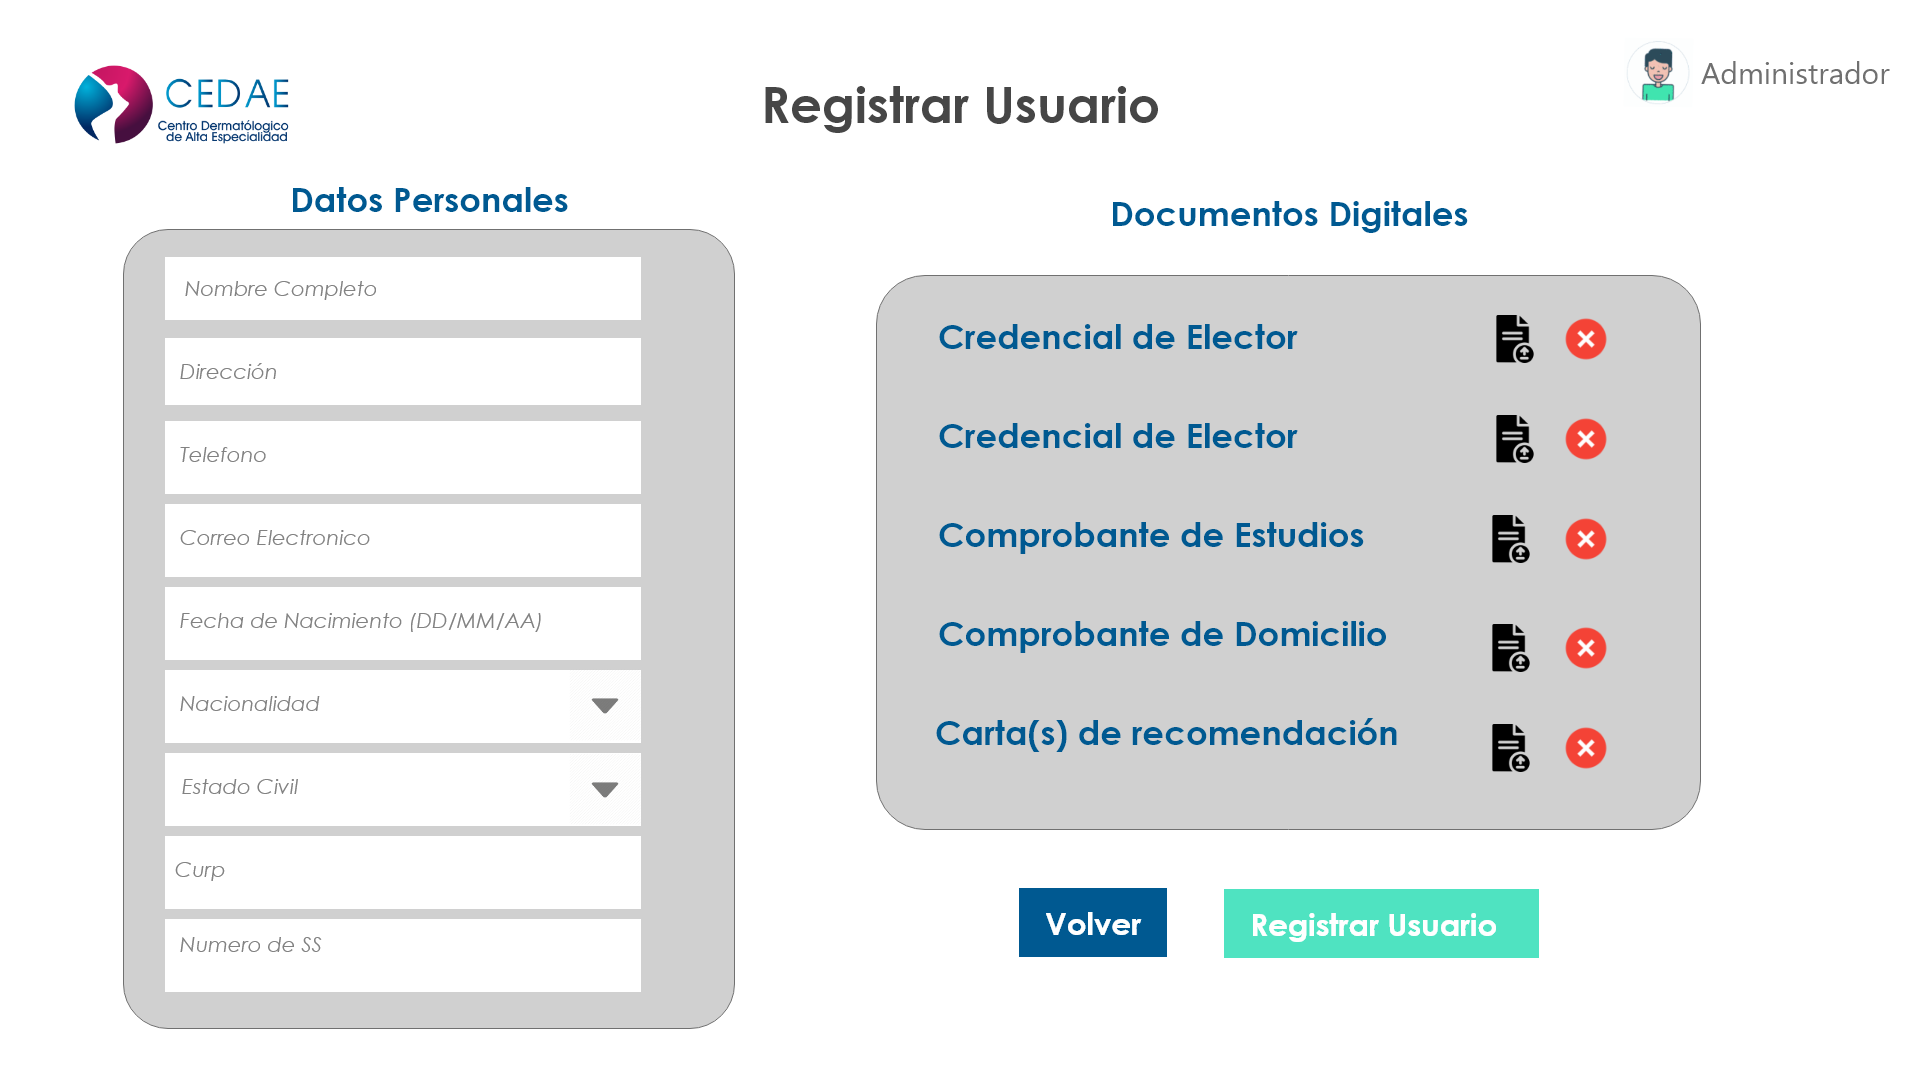 CEDAE
Centro Dermatólogico
de Alta Especialidad
Registrar Usuario
Administrador
Datos Personales
Nombre Completo
Dirección
Telefono
Correo Electronico
Fecha de Nacimiento (DD/MM/AA)
Nacionalidad
Estado Civil
Curp
Numero de SS
Documentos Digitales
Credencial de Elector
Credencial de Elector
Comprobante de Estudios
Comprobante de Domicilio
Carta(s) de recomendación
Volver
Registrar Usuario